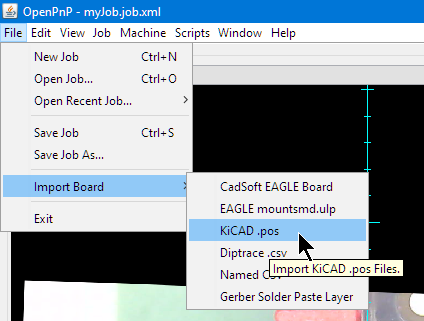 OpenPnP - myJob.job.xml
File Edit View Job Machine Scripts Window Help
New Job Ctrl+N
Open Job... Ctrl+O
Open Recent Job...
Save Job Ctrl+S
Save Job As...
Import Board
Exit
CadSoft EAGLE Board
EAGLE mountsmd.ulp
KiCAD .pos
Diptrace .csv
Import KiCAD .pos Files.
Named CSV
Gerber Solder Paste Layer